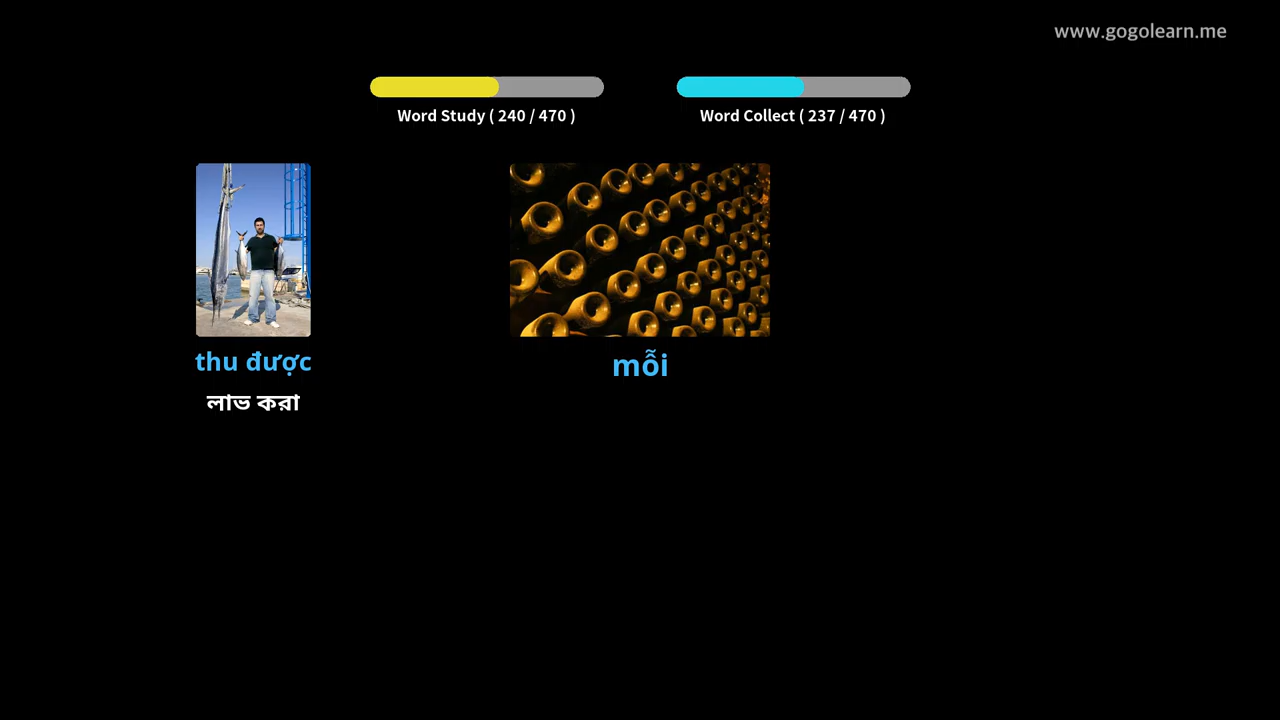 www.gogolearn.me
Word Study ( 240 / 470 )
Word Collect ( 237 / 470 )
thu được
লাভ করা
mỗi